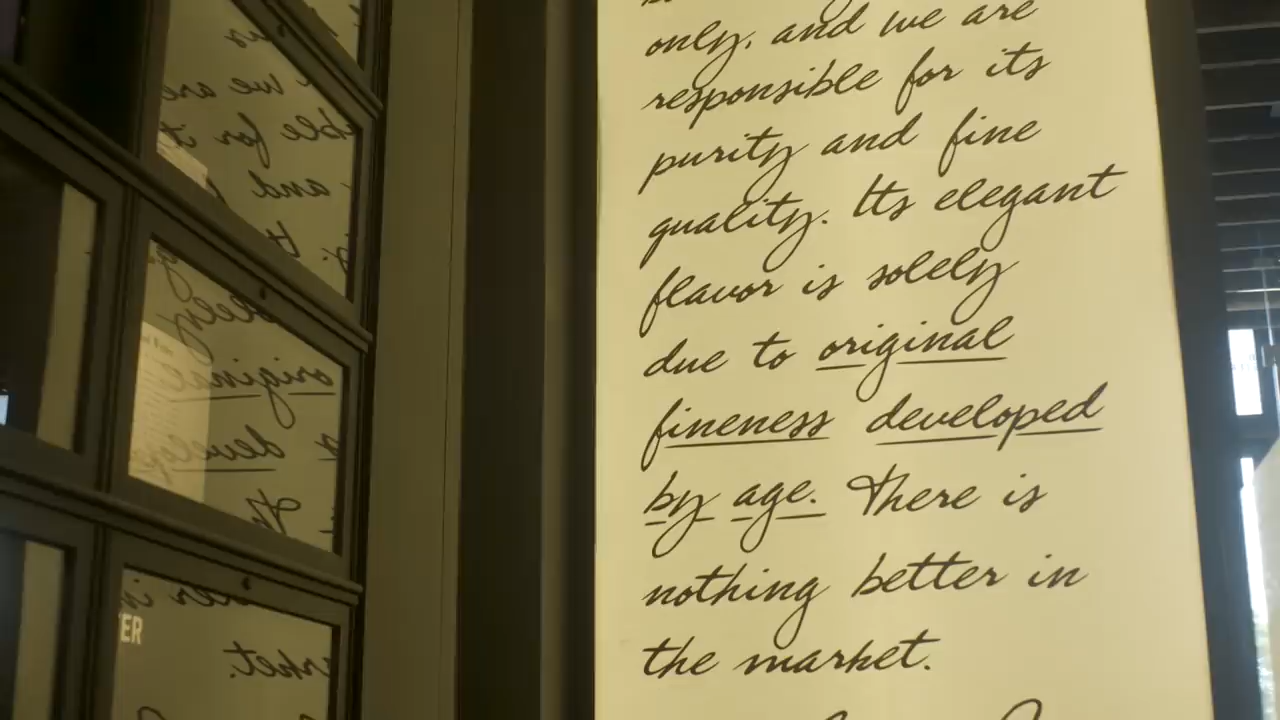 only, and we are
responsible for its
purity and fine
quality. Its elegant
flavor is solely
due to original
fineness developed
by age. There is
nothing better in
the market.
ER